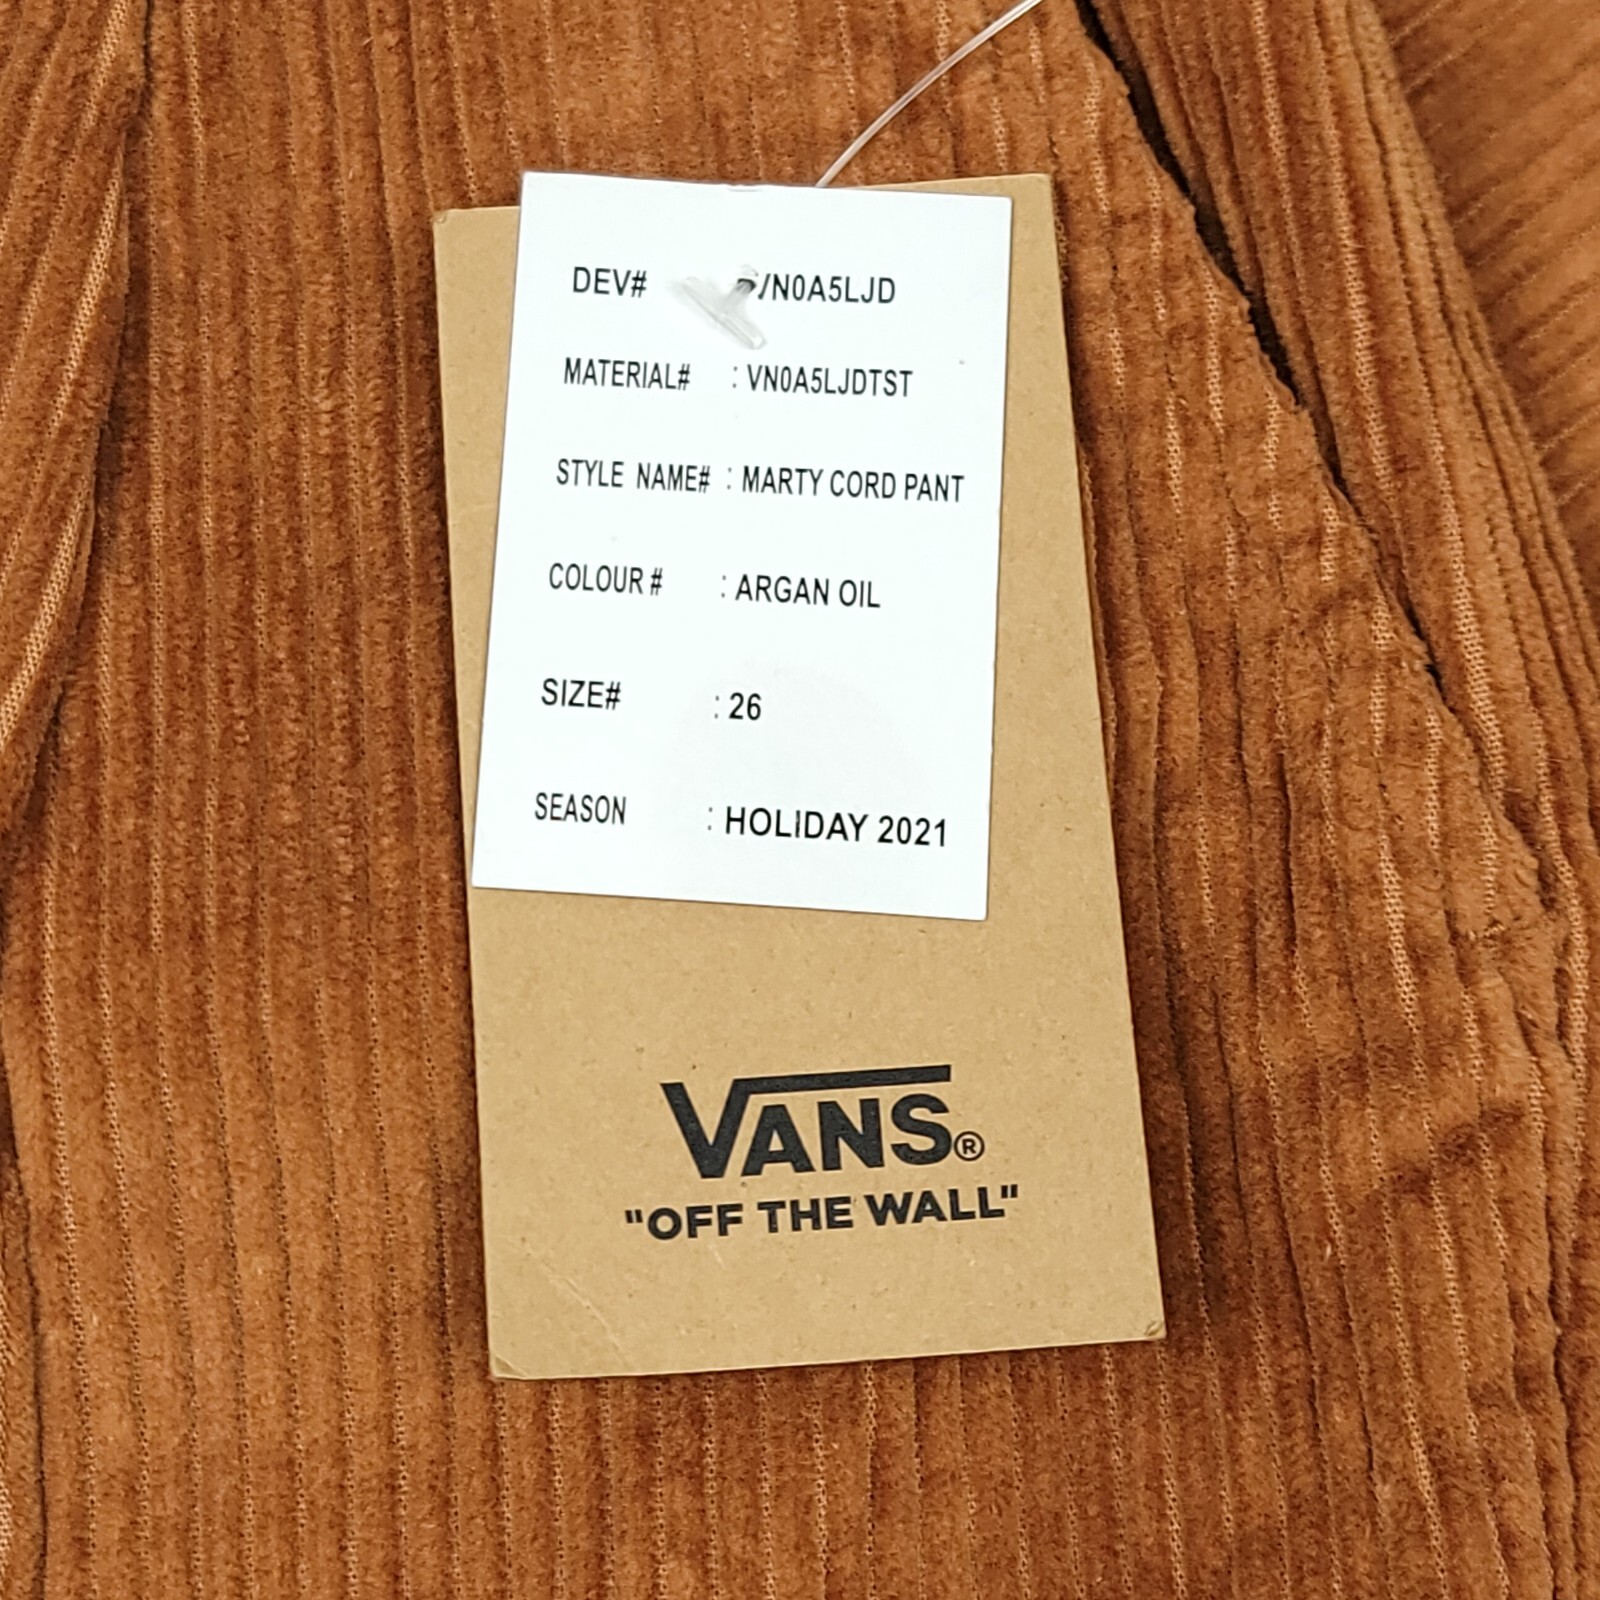 DEV# /N0A5LJD
MATERIAL# : VN0A5LJDTST
STYLE NAME# : MARTY CORD PANT
COLOUR # : ARGAN OIL
SIZE# : 26
SEASON : HOLIDAY 2021
VANS®
"OFF THE WALL"